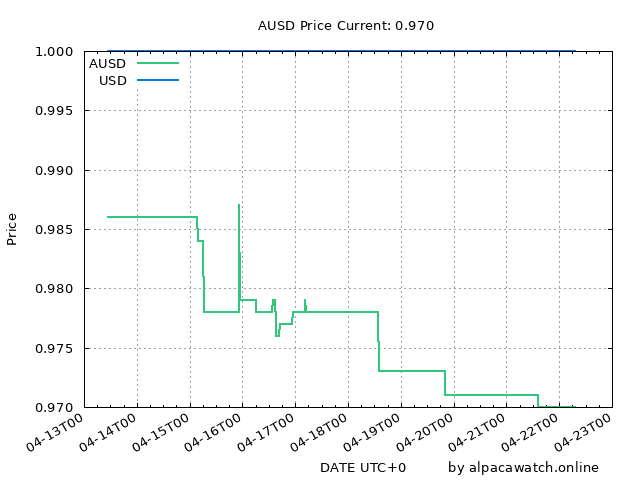 AUSD Price Current: 0.970
1.000
AUSD
USD
0.995
0.990
0.985
Price
0.980
0.975
0.970
04-13T00 04-14T00 04-15T00 04-16T00 04-17T00 04-18T00 04-19T00 04-20T00 04-21T00 04-22T00 04-23T00
DATE UTC+0 by alpacawatch.online